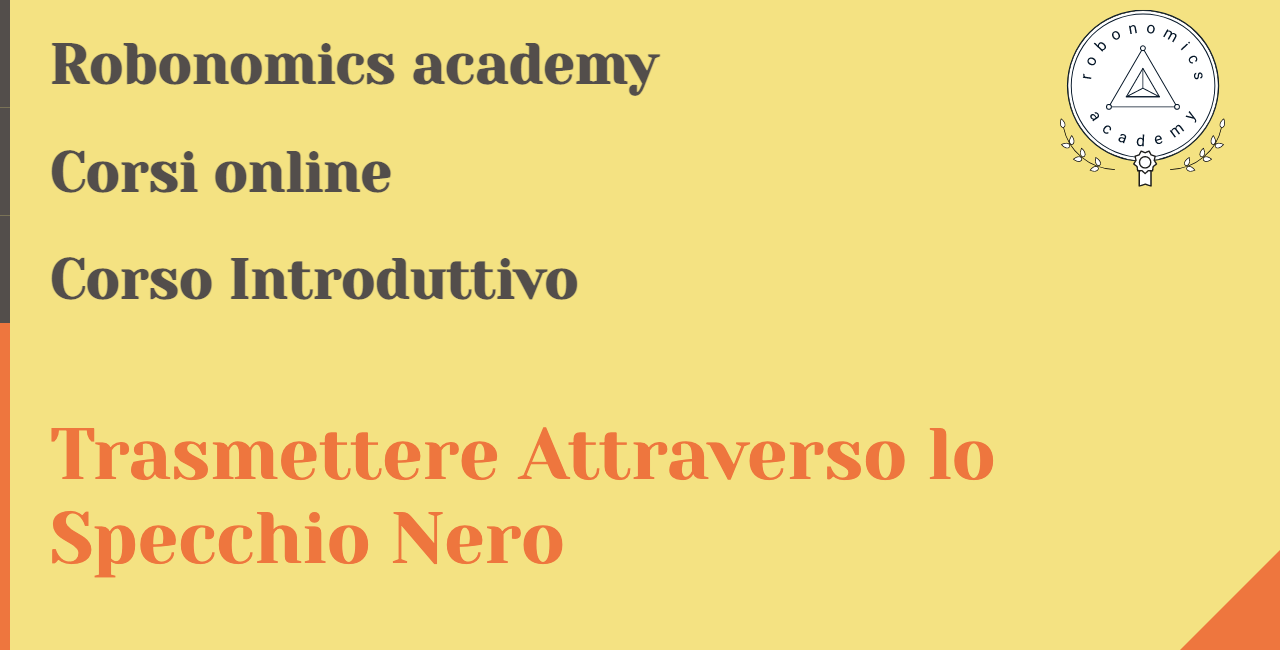 Robonomics academy
Corsi online
Corso Introduttivo
Trasmettere Attraverso lo
Specchio Nero
robonomics
academy